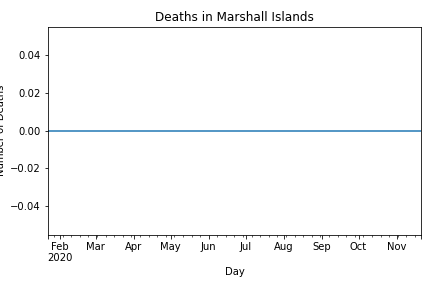 Deaths in Marshall Islands
0.04
0.02
0.00
−0.02
−0.04
Number of Deaths
Feb Mar Apr May Jun Jul Aug Sep Oct Nov
2020
Day